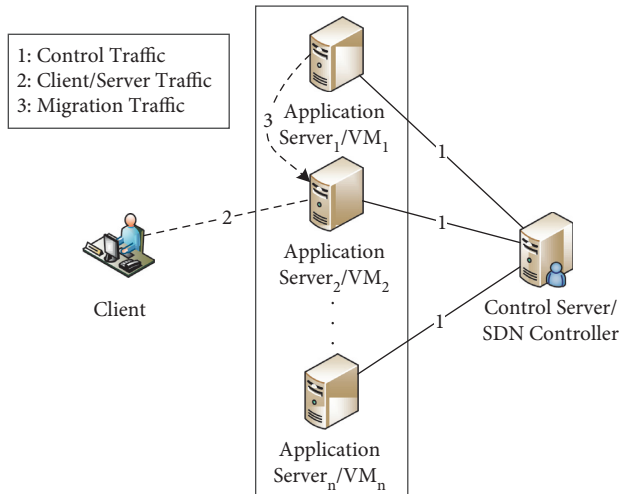 1: Control Traffic
2: Client/Server Traffic
3: Migration Traffic
Application
Server₁/VM₁
3
1
2
Application
Server₂/VM₂
1
Client
Control Server/
SDN Controller
1
Application
Serverₙ/VMₙ